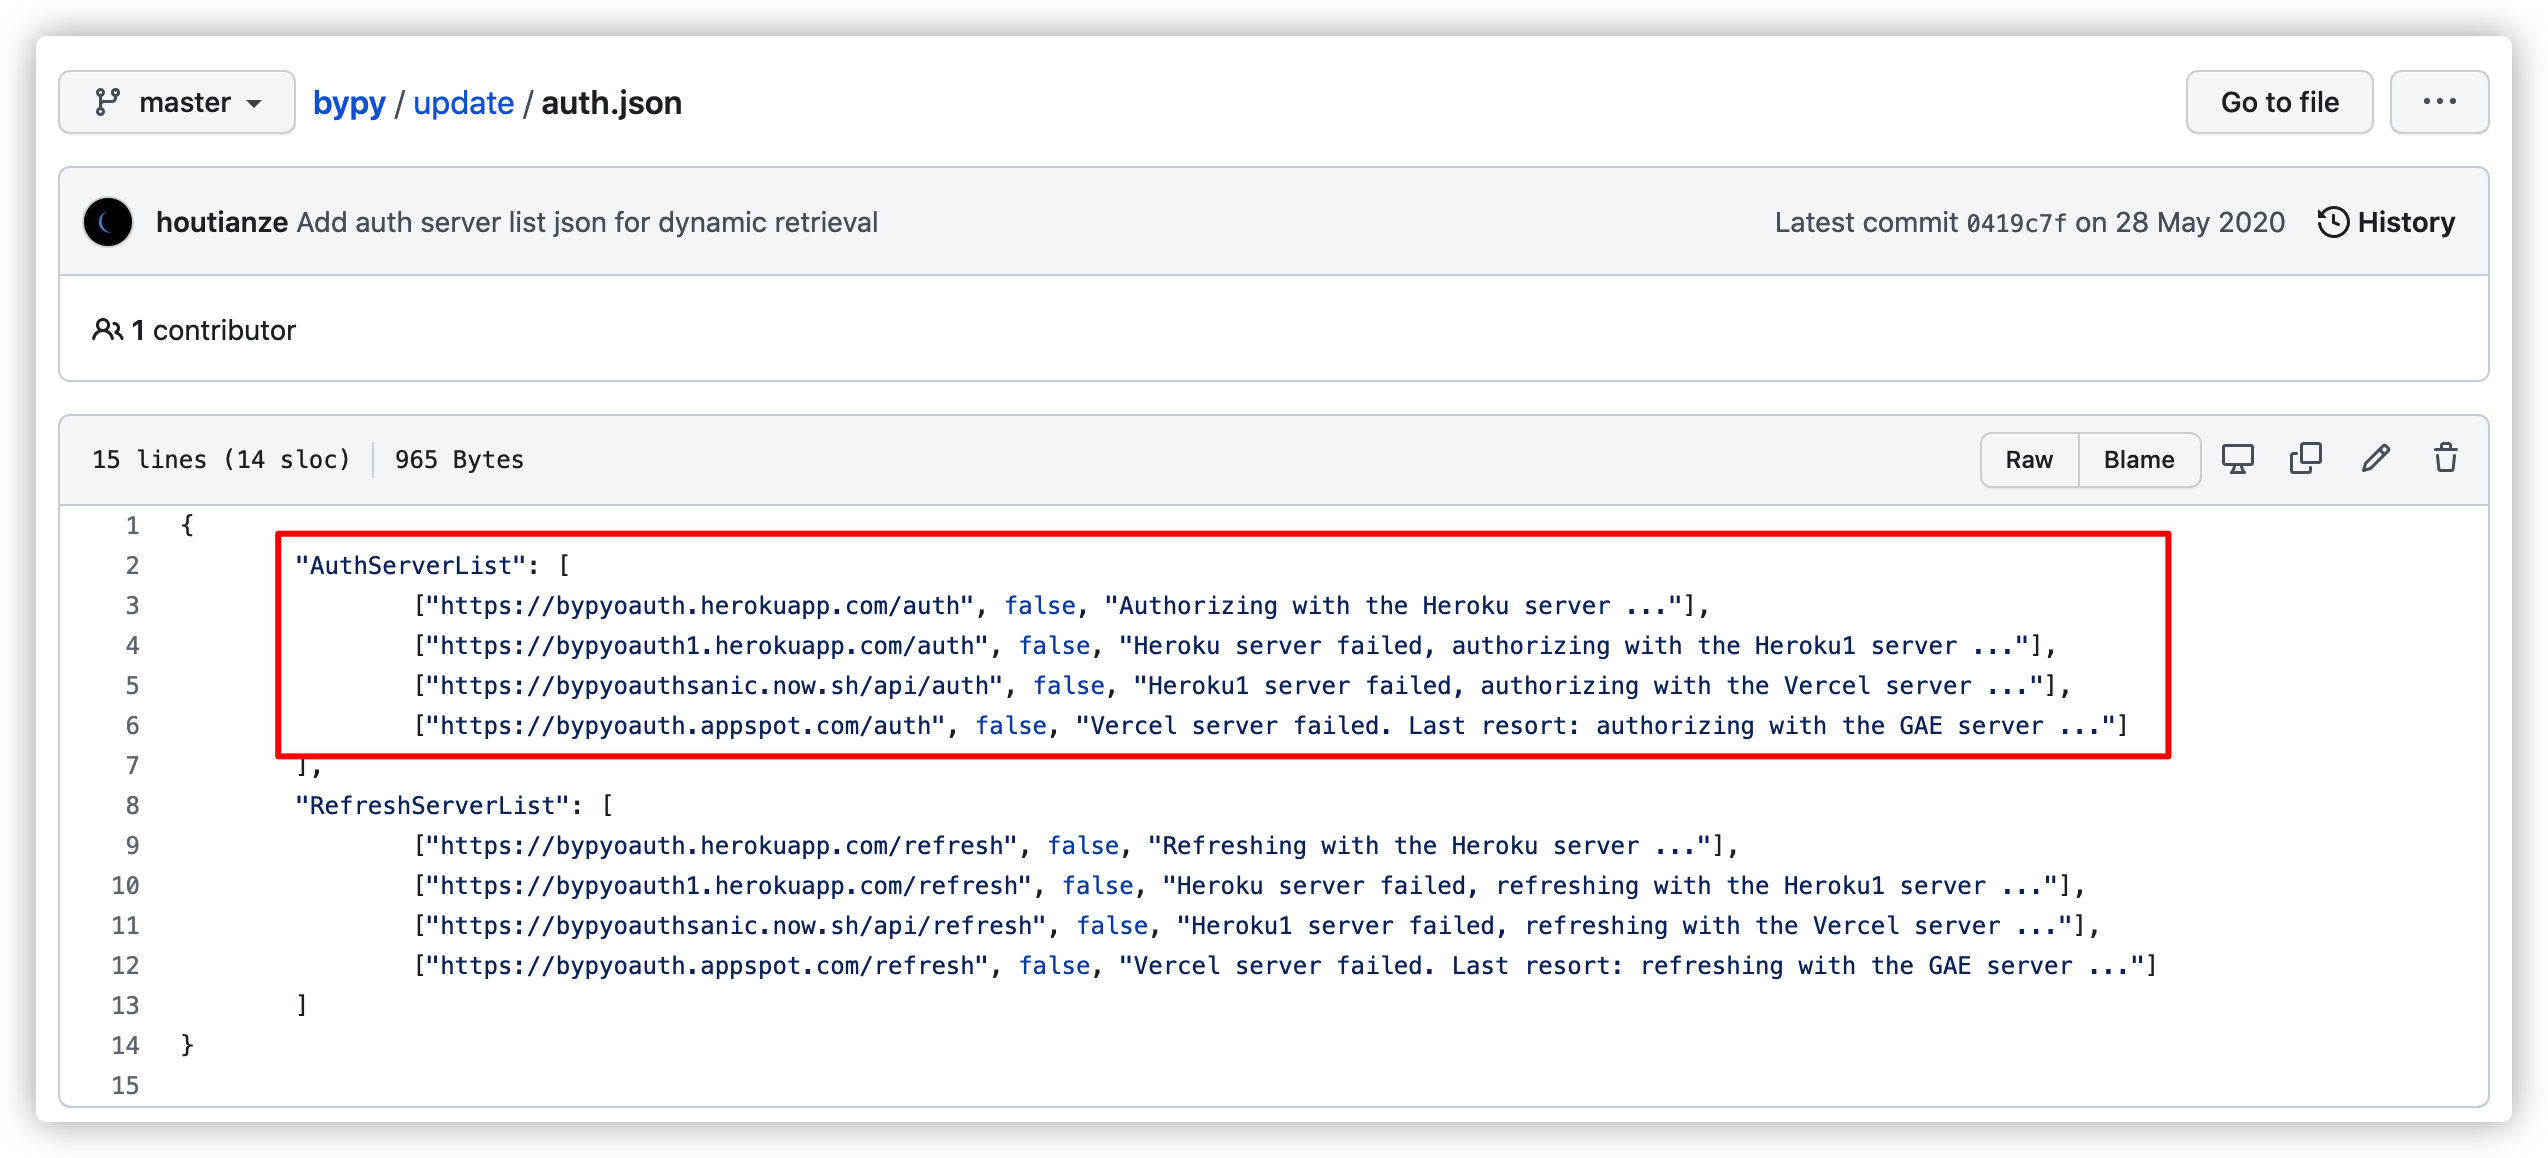 master bypy / update / auth.json Go to file ...
houtianze Add auth server list json for dynamic retrieval Latest commit 0419c7f on 28 May 2020 History
1 contributor
15 lines (14 sloc) 965 Bytes Raw Blame
1 {
2 "AuthServerList": [
3 ["https://bypyoauth.herokuapp.com/auth", false, "Authorizing with the Heroku server ..."],
4 ["https://bypyoauth1.herokuapp.com/auth", false, "Heroku server failed, authorizing with the Heroku1 server ..."],
5 ["https://bypyoauthsanic.now.sh/api/auth", false, "Heroku1 server failed, authorizing with the Vercel server ..."],
6 ["https://bypyoauth.appspot.com/auth", false, "Vercel server failed. Last resort: authorizing with the GAE server ..."]
7 ],
8 "RefreshServerList": [
9 ["https://bypyoauth.herokuapp.com/refresh", false, "Refreshing with the Heroku server ..."],
10 ["https://bypyoauth1.herokuapp.com/refresh", false, "Heroku server failed, refreshing with the Heroku1 server ..."],
11 ["https://bypyoauthsanic.now.sh/api/refresh", false, "Heroku1 server failed, refreshing with the Vercel server ..."],
12 ["https://bypyoauth.appspot.com/refresh", false, "Vercel server failed. Last resort: refreshing with the GAE server ..."]
13 ]
14 }
15